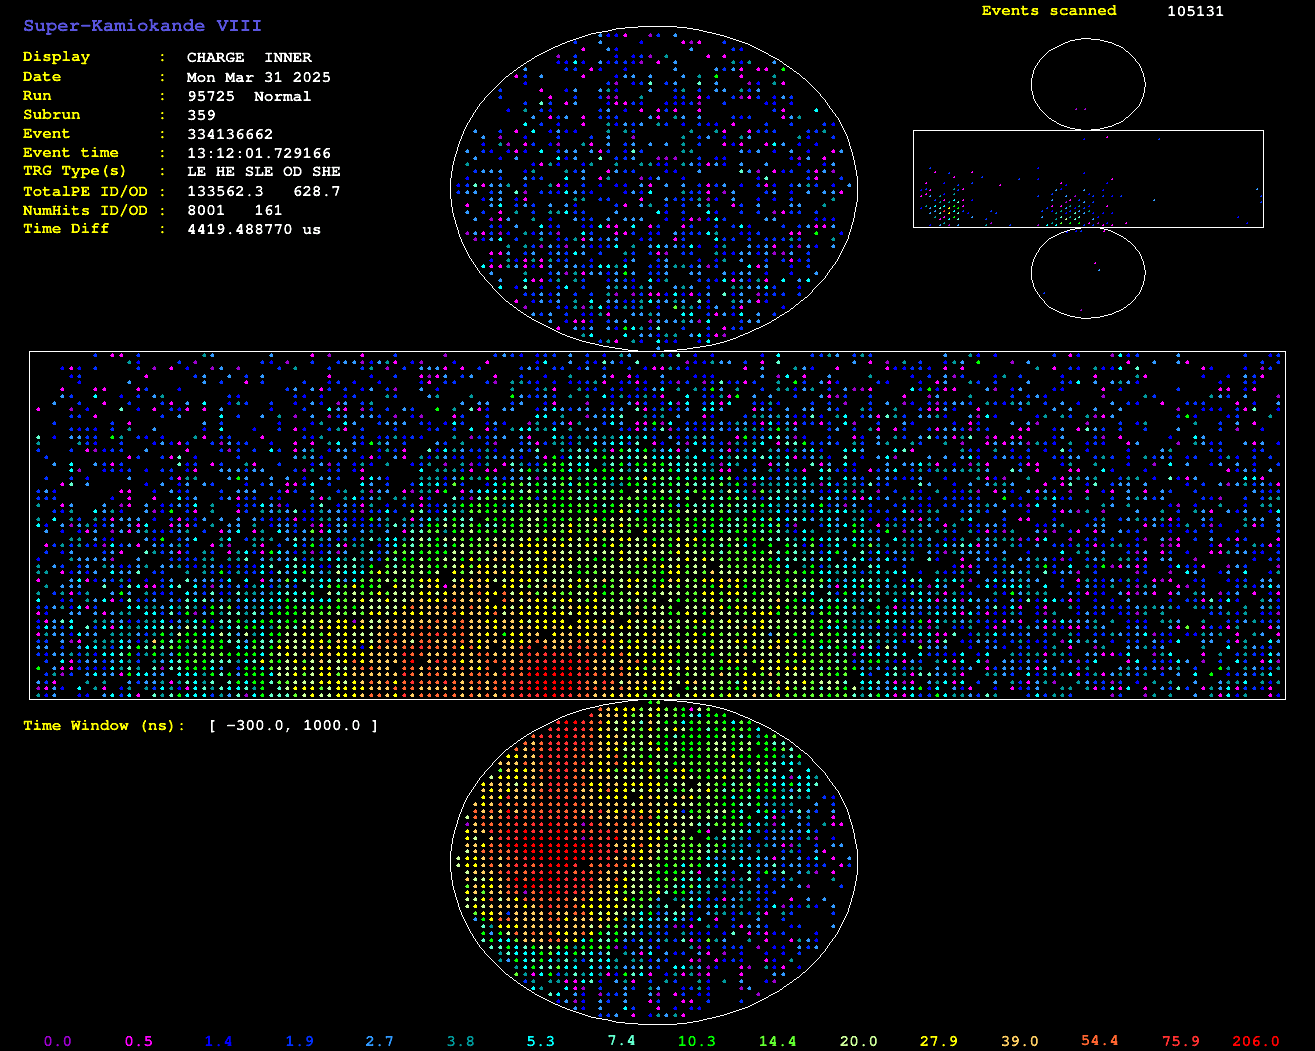 Super-Kamiokande VIII
Events scanned 105131
Display : CHARGE INNER
Date : Mon Mar 31 2025
Run : 95725 Normal
Subrun : 359
Event : 334136662
Event time : 13:12:01.729166
TRG Type(s) : LE HE SLE OD SHE
TotalPE ID/OD : 133562.3 628.7
NumHits ID/OD : 8001 161
Time Diff : 4419.488770 us
Time Window (ns): [ -300.0, 1000.0 ]
0.0 0.5 1.4 1.9 2.7 3.8 5.3 7.4 10.3 14.4 20.0 27.9 39.0 54.4 75.9 206.0